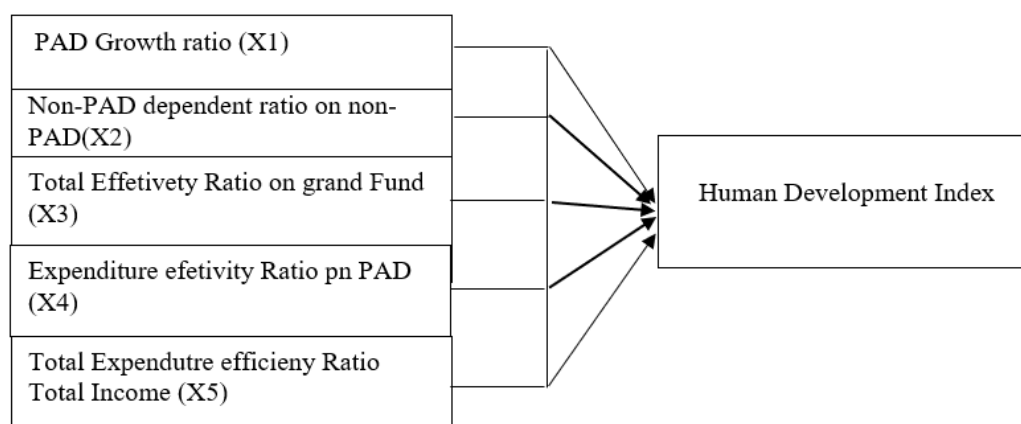 PAD Growth ratio (X1)
Non-PAD dependent ratio on non-
PAD(X2)
Total Effetivety Ratio on grand Fund
(X3)
Expenditure efetivity Ratio pn PAD
(X4)
Total Expendutre efficieny Ratio
Total Income (X5)
Human Development Index